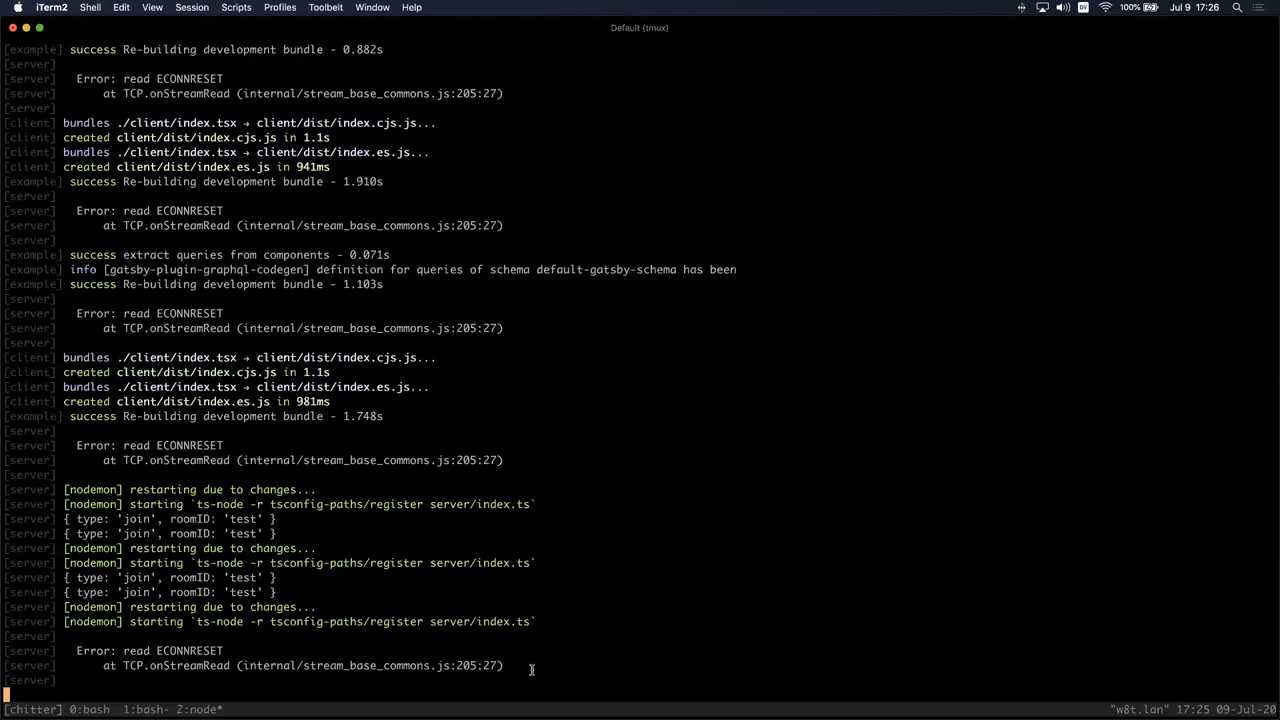 iTerm2 Shell Edit View Session Scripts Profiles Toolbelt Window Help DV 100% Jul 9 17:26
Default (tmux)
[example] success Re-building development bundle - 0.882s
[server]
[server] Error: read ECONNRESET
[server] at TCP.onStreamRead (internal/stream_base_commons.js:205:27)
[server]
[client] bundles ./client/index.tsx → client/dist/index.cjs.js...
[client] created client/dist/index.cjs.js in 1.1s
[client] bundles ./client/index.tsx → client/dist/index.es.js...
[client] created client/dist/index.es.js in 941ms
[example] success Re-building development bundle - 1.910s
[server]
[server] Error: read ECONNRESET
[server] at TCP.onStreamRead (internal/stream_base_commons.js:205:27)
[server]
[example] success extract queries from components - 0.071s
[example] info [gatsby-plugin-graphql-codegen] definition for queries of schema default-gatsby-schema has been
[example] success Re-building development bundle - 1.103s
[server]
[server] Error: read ECONNRESET
[server] at TCP.onStreamRead (internal/stream_base_commons.js:205:27)
[server]
[client] bundles ./client/index.tsx → client/dist/index.cjs.js...
[client] created client/dist/index.cjs.js in 1.1s
[client] bundles ./client/index.tsx → client/dist/index.es.js...
[client] created client/dist/index.es.js in 981ms
[example] success Re-building development bundle - 1.748s
[server]
[server] Error: read ECONNRESET
[server] at TCP.onStreamRead (internal/stream_base_commons.js:205:27)
[server]
[server] [nodemon] restarting due to changes...
[server] [nodemon] starting `ts-node -r tsconfig-paths/register server/index.ts`
[server] { type: 'join', roomID: 'test' }
[server] { type: 'join', roomID: 'test' }
[server] [nodemon] restarting due to changes...
[server] [nodemon] starting `ts-node -r tsconfig-paths/register server/index.ts`
[server] { type: 'join', roomID: 'test' }
[server] { type: 'join', roomID: 'test' }
[server] [nodemon] restarting due to changes...
[server] [nodemon] starting `ts-node -r tsconfig-paths/register server/index.ts`
[server]
[server] Error: read ECONNRESET
[server] at TCP.onStreamRead (internal/stream_base_commons.js:205:27)
[server]
[chitter] 0:bash 1:bash- 2:node* "w8t.lan" 17:25 09-Jul-20